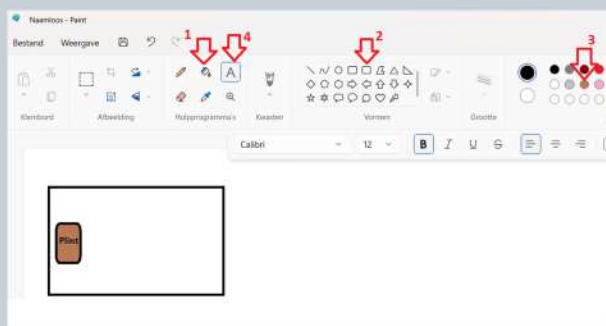 Naamloos - Paint
Bestand Weergave
1 4 2 3
A
Klembord Afbeelding Hulpprogramma's Kwasten Vormen Grootte
Calibri 12 B I U S
Plint